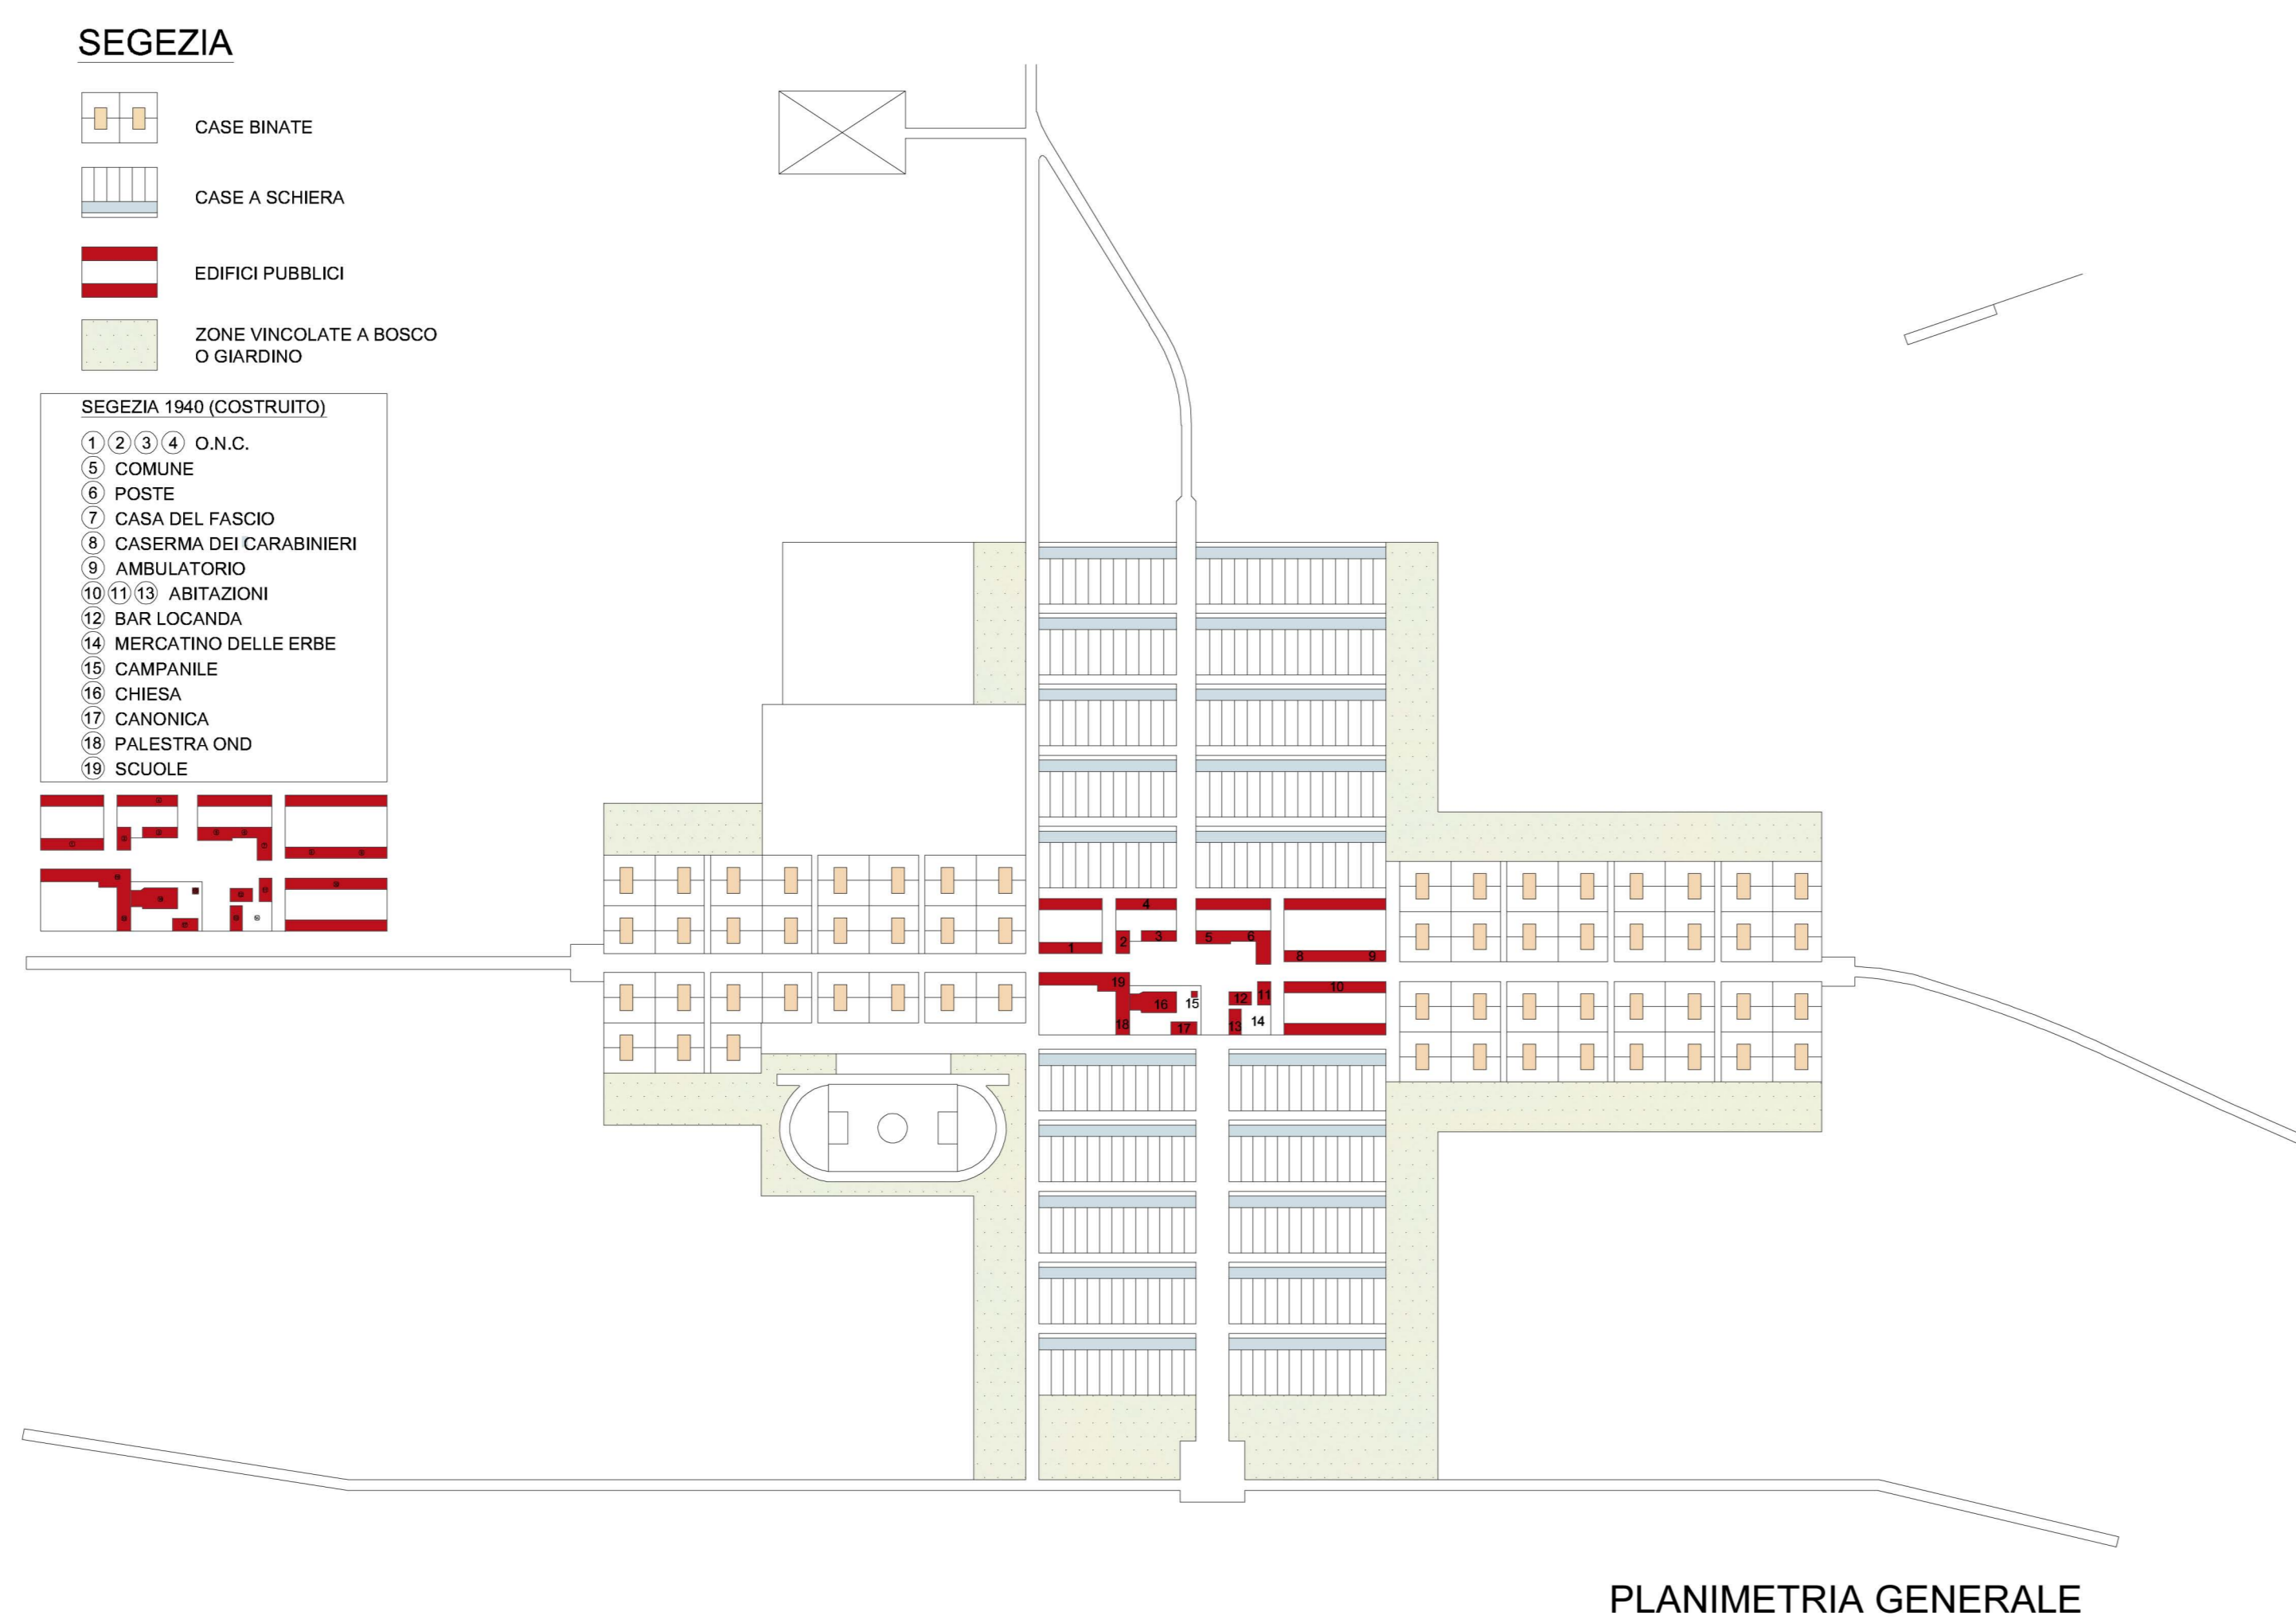 SEGEZIA
CASE BINATE
CASE A SCHIERA
EDIFICI PUBBLICI
ZONE VINCOLATE A BOSCO
O GIARDINO
SEGEZIA 1940 (COSTRUITO)
1 2 3 4 O.N.C.
5 COMUNE
6 POSTE
7 CASA DEL FASCIO
8 CASERMA DEI CARABINIERI
9 AMBULATORIO
10 11 13 ABITAZIONI
12 BAR LOCANDA
14 MERCATINO DELLE ERBE
15 CAMPANILE
16 CHIESA
17 CANONICA
18 PALESTRA OND
19 SCUOLE
4
2 3 5 6
1 8 9
19 10
16 15 12 11
18 17 13 14
PLANIMETRIA GENERALE